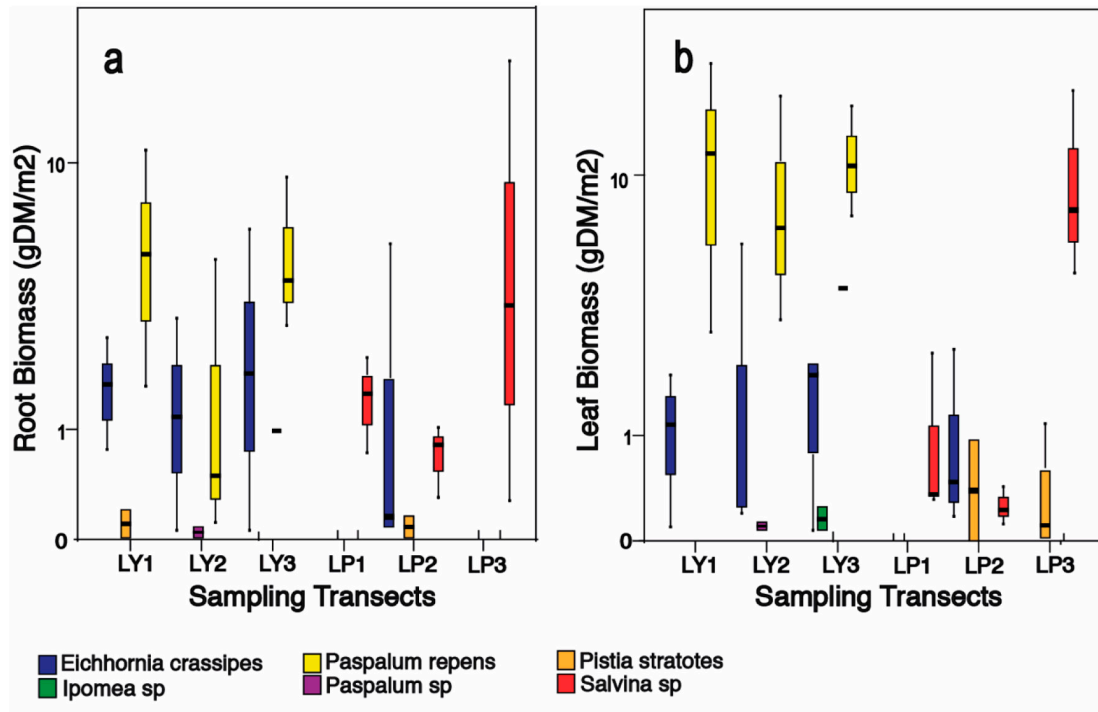 a
Root Biomass (gDM/m2)
10
1
0
LY1 LY2 LY3 LP1 LP2 LP3
Sampling Transects
b
Leaf Biomass (gDM/m2)
10
1
0
LY1 LY2 LY3 LP1 LP2 LP3
Sampling Transects
Eichhornia crassipes
Ipomea sp
Paspalum repens
Paspalum sp
Pistia stratotes
Salvina sp